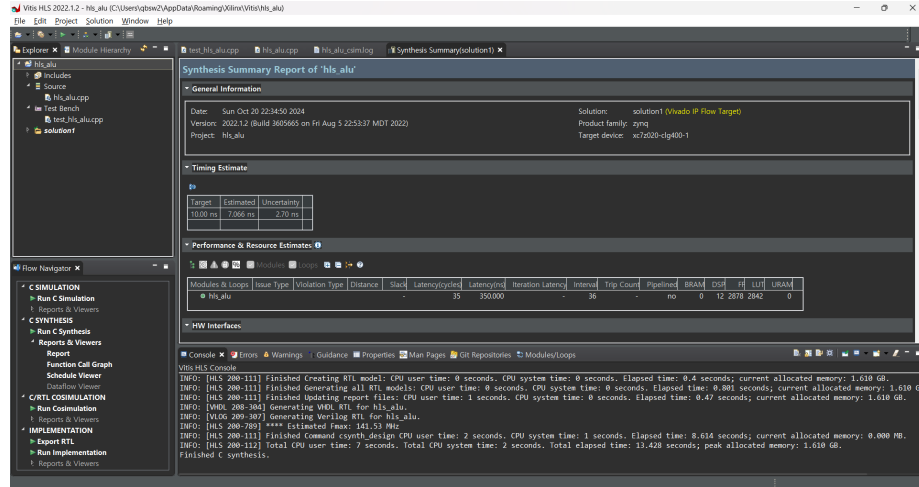 Vitis HLS 2022.1.2 - hls_alu (C:\Users\qbsw2\AppData\Roaming\Xilinx\Vitis\hls_alu)
File Edit Project Solution Window Help
Explorer Module Hierarchy
hls_alu
Includes
Source
hls_alu.cpp
Test Bench
test_hls_alu.cpp
solution1
Flow Navigator
C SIMULATION
Run C Simulation
Reports & Viewers
C SYNTHESIS
Run C Synthesis
Reports & Viewers
Report
Function Call Graph
Schedule Viewer
Dataflow Viewer
C/RTL COSIMULATION
Run Cosimulation
Reports & Viewers
IMPLEMENTATION
Export RTL
Run Implementation
Reports & Viewers
test_hls_alu.cpp hls_alu.cpp hls_alu_csim.log Synthesis Summary(solution1)
Synthesis Summary Report of 'hls_alu'
General Information
Date: Sun Oct 20 22:34:50 2024 Solution: solution1 (Vivado IP Flow Target)
Version: 2022.1.2 (Build 3605665 on Fri Aug 5 22:53:37 MDT 2022) Product family: zynq
Project: hls_alu Target device: xc7z020-clg400-1
Timing Estimate
Target Estimated Uncertainty
10.00 ns 7.066 ns 2.70 ns
Performance & Resource Estimates
Modules Loops
Modules & Loops Issue Type Violation Type Distance Slack Latency(cycles) Latency(ns) Iteration Latency Interval Trip Count Pipelined BRAM DSP FF LUT URAM
hls_alu - 35 350.000 - 36 - no 0 12 2878 2842 0
HW Interfaces
Console Errors Warnings Guidance Properties Man Pages Git Repositories Modules/Loops
Vitis HLS Console
INFO: [HLS 200-111] Finished Creating RTL model: CPU user time: 0 seconds. CPU system time: 0 seconds. Elapsed time: 0.4 seconds; current allocated memory: 1.610 GB.
INFO: [HLS 200-111] Finished Generating all RTL models: CPU user time: 0 seconds. CPU system time: 0 seconds. Elapsed time: 0.801 seconds; current allocated memory: 1.610 G
INFO: [HLS 200-111] Finished Updating report files: CPU user time: 1 seconds. CPU system time: 0 seconds. Elapsed time: 0.47 seconds; current allocated memory: 1.610 GB.
INFO: [VHDL 208-304] Generating VHDL RTL for hls_alu.
INFO: [VLOG 209-307] Generating Verilog RTL for hls_alu.
INFO: [HLS 200-789] **** Estimated Fmax: 141.53 MHz
INFO: [HLS 200-111] Finished Command csynth_design CPU user time: 2 seconds. CPU system time: 1 seconds. Elapsed time: 8.614 seconds; current allocated memory: 0.000 MB.
INFO: [HLS 200-112] Total CPU user time: 7 seconds. Total CPU system time: 2 seconds. Total elapsed time: 13.428 seconds; peak allocated memory: 1.610 GB.
Finished C synthesis.